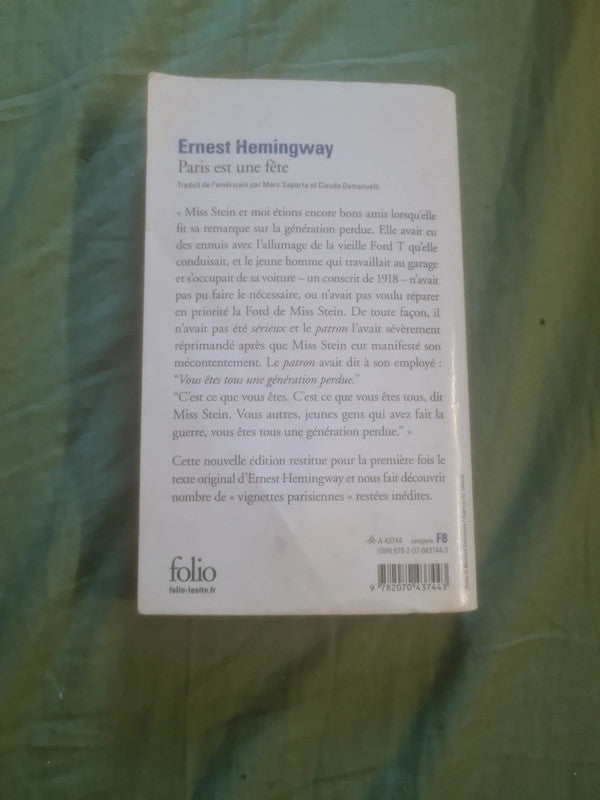 Ernest Hemingway
Paris est une fête
Traduit de l'américain par Marc Saporta et Claude Demanuelli
« Miss Stein et moi étions encore bons amis lorsqu'elle
fit sa remarque sur la génération perdue. Elle avait eu
des ennuis avec l'allumage de la vieille Ford T qu'elle
conduisait, et le jeune homme qui travaillait au garage
et s'occupait de sa voiture – un conscrit de 1918 – n'avait
pas pu faire le nécessaire, ou n'avait pas voulu réparer
en priorité la Ford de Miss Stein. De toute façon, il
n'avait pas été sérieux et le patron l'avait sévèrement
réprimandé après que Miss Stein eut manifesté son
mécontentement. Le patron avait dit à son employé :
“Vous êtes tous une génération perdue.”
“C'est ce que vous êtes. C'est ce que vous êtes tous, dit
Miss Stein. Vous autres, jeunes gens qui avez fait la
guerre, vous êtes tous une génération perdue.” »
Cette nouvelle édition restitue pour la première fois le
texte original d'Ernest Hemingway et nous fait découvrir
nombre de « vignettes parisiennes » restées inédites.
A 43744 catégorie F8
ISBN 978-2-07-043744-3
folio
folio-lesite.fr
9 782070 437443